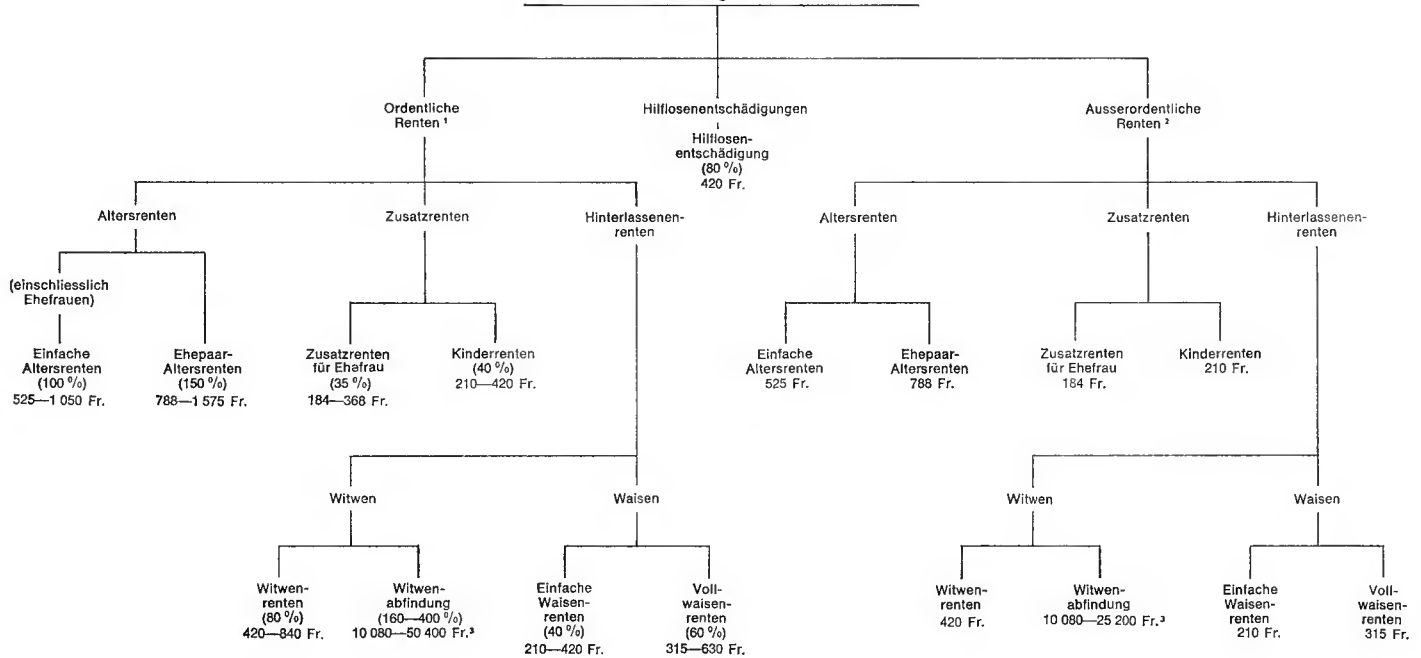 Ordentliche
Renten ¹
Hilflosenentschädigungen
Hilflosen-
entschädigung
(80 %)
420 Fr.
Ausserordentliche
Renten ²
Altersrenten
Zusatzrenten
Hinterlassenen-
renten
Altersrenten
Zusatzrenten
Hinterlassenen-
renten
(einschliesslich
Ehefrauen)
Einfache
Altersrenten
(100 %)
525—1 050 Fr.
Ehepaar-
Altersrenten
(150 %)
788—1 575 Fr.
Zusatzrenten
für Ehefrau
(35 %)
184—368 Fr.
Kinderrenten
(40 %)
210—420 Fr.
Einfache
Altersrenten
525 Fr.
Ehepaar-
Altersrenten
788 Fr.
Zusatzrenten
für Ehefrau
184 Fr.
Kinderrenten
210 Fr.
Witwen
Waisen
Witwen
Waisen
Witwen-
renten
(80 %)
420—840 Fr.
Witwen-
abfindung
(160—400 %)
10 080—50 400 Fr.³
Einfache
Waisen-
renten
(40 %)
210—420 Fr.
Voll-
waisen-
renten
(60 %)
315—630 Fr.
Witwen-
renten
420 Fr.
Witwen-
abfindung
10 080—25 200 Fr.³
Einfache
Waisen-
renten
210 Fr.
Voll-
waisen-
renten
315 Fr.